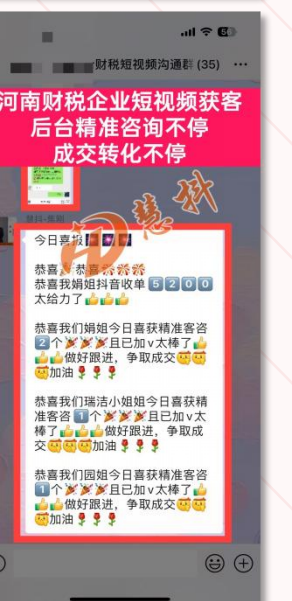 财税短视频沟通群 (35)
河南财税企业短视频获客
后台精准咨询不停
成交转化不停
慧抖
今日喜报🎆🎆🎆
恭喜🎉恭喜
恭喜我娟姐抖音收单5️⃣2️⃣0️⃣0️⃣
太给力了👍👍👍
恭喜我们娟姐今日喜获精准客咨
2️⃣个🎉🎉🎉且已加v太棒了👍
👍👍做好跟进，争取成交
加油🌹🌹🌹
恭喜我们瑞洁小姐姐今日喜获精
准客咨1️⃣个🎉🎉🎉且已加v太
棒了👍👍👍做好跟进，争取成
交加油🌹🌹🌹
恭喜我们园姐今日喜获精准客咨
1️⃣个🎉🎉🎉且已加v太棒了👍
👍👍做好跟进，争取成交
加油🌹🌹🌹